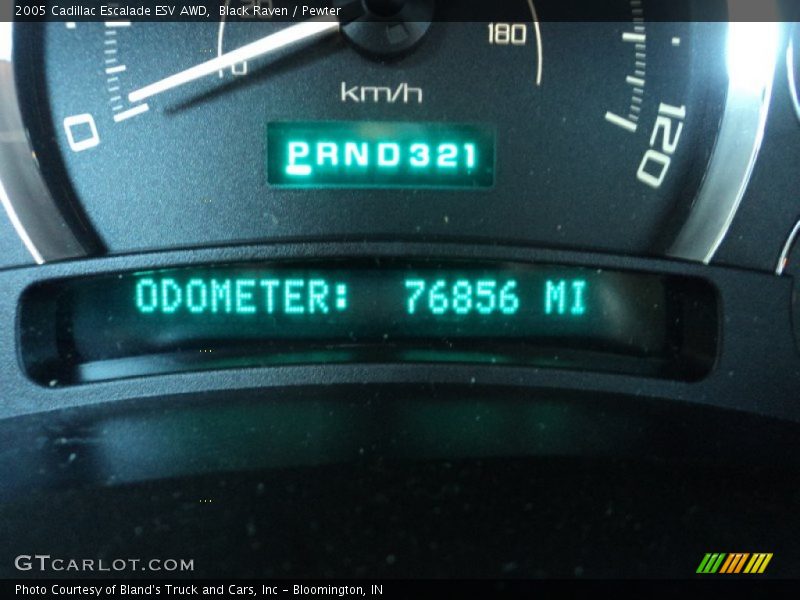 2005 Cadillac Escalade ESV AWD, Black Raven / Pewter
180
km/h
0
120
PRND321
ODOMETER: 76856 MI
GTCARLOT.COM
Photo Courtesy of Bland's Truck and Cars, Inc - Bloomington, IN